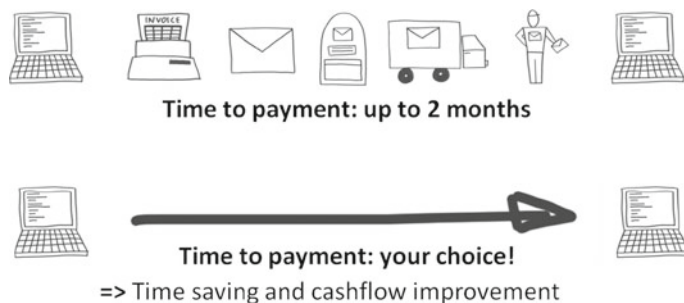 INVOICE
Time to payment: up to 2 months
Time to payment: your choice!
=> Time saving and cashflow improvement